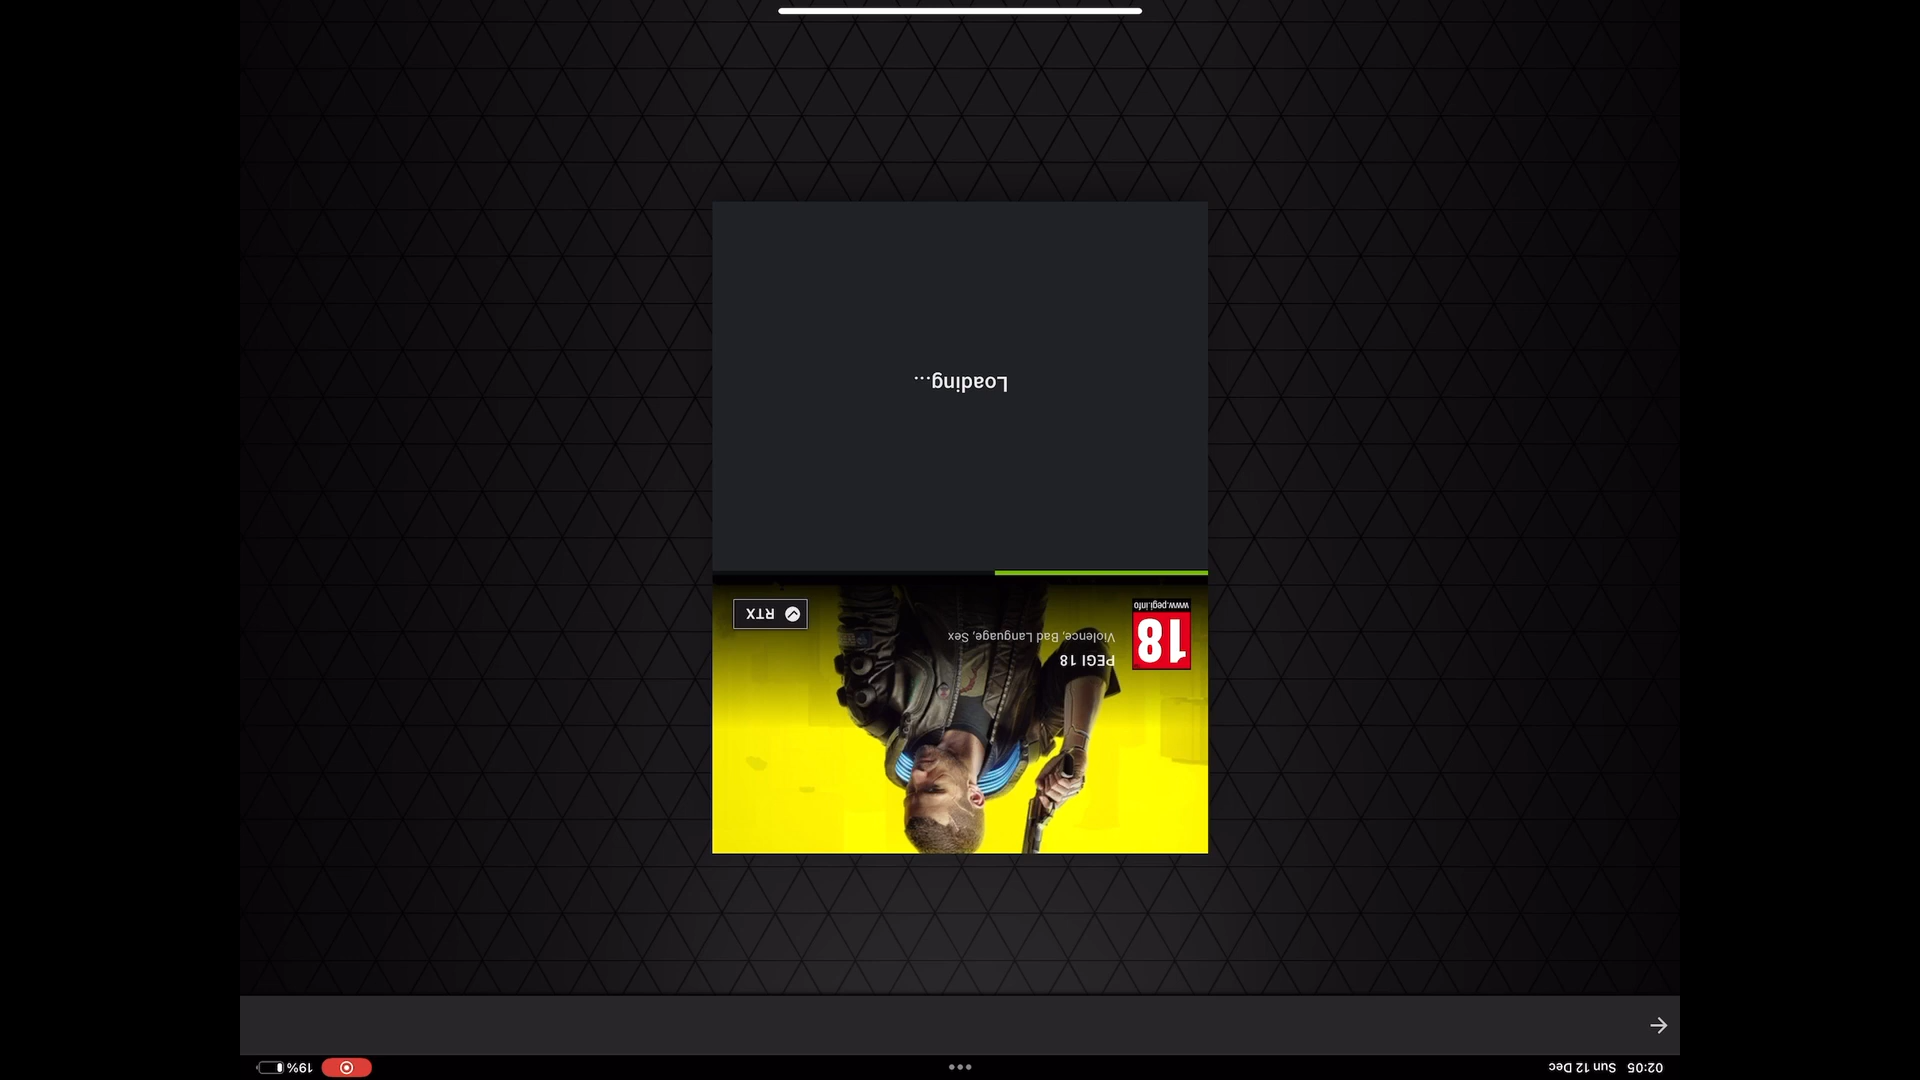 02:05 Sun 12 Dec
19%
PEGI 18
Violence, Bad Language, Sex
18
www.pegi.info
RTX
Loading...